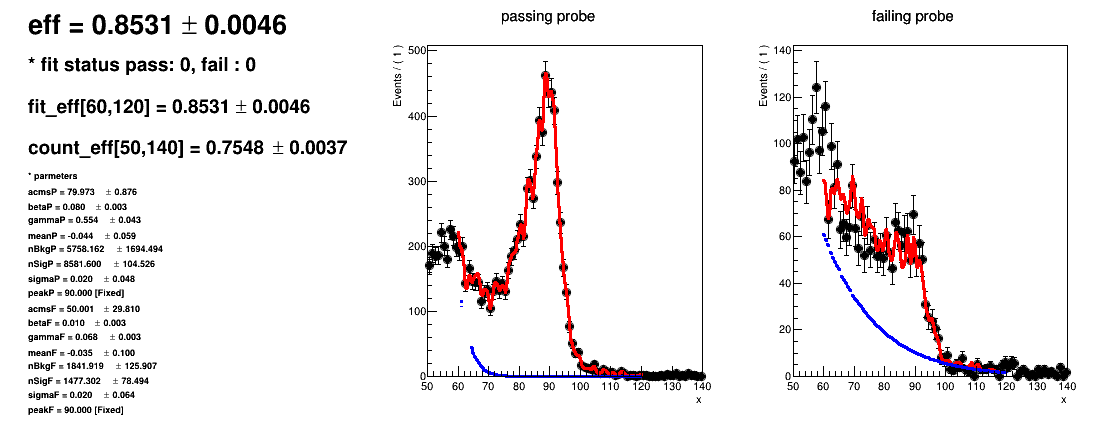 eff = 0.8531 ± 0.0046
* fit status pass: 0, fail : 0
fit_eff[60,120] = 0.8531 ± 0.0046
count_eff[50,140] = 0.7548 ± 0.0037
* parmeters
acmsP = 79.973 ± 0.876
betaP = 0.080 ± 0.003
gammaP = 0.554 ± 0.043
meanP = -0.044 ± 0.059
nBkgP = 5758.162 ± 1694.494
nSigP = 8581.600 ± 104.526
sigmaP = 0.020 ± 0.048
peakP = 90.000 [Fixed]
acmsF = 50.001 ± 29.810
betaF = 0.010 ± 0.003
gammaF = 0.068 ± 0.003
meanF = -0.035 ± 0.100
nBkgF = 1841.919 ± 125.907
nSigF = 1477.302 ± 78.494
sigmaF = 0.020 ± 0.064
peakF = 90.000 [Fixed]
passing probe
Events / ( 1 )
500
400
300
200
100
0
50 60 70 80 90 100 110 120 130 140
x
failing probe
Events / ( 1 )
140
120
100
80
60
40
20
0
50 60 70 80 90 100 110 120 130 140
x